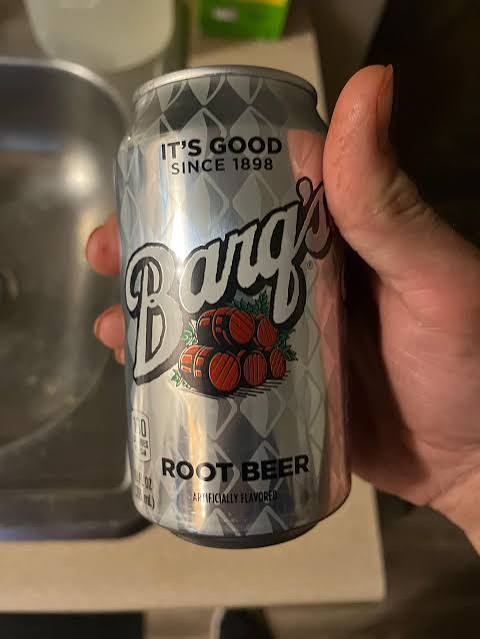 IT'S GOOD
SINCE 1898
Barq's
ROOT BEER
ARTIFICIALLY FLAVORED